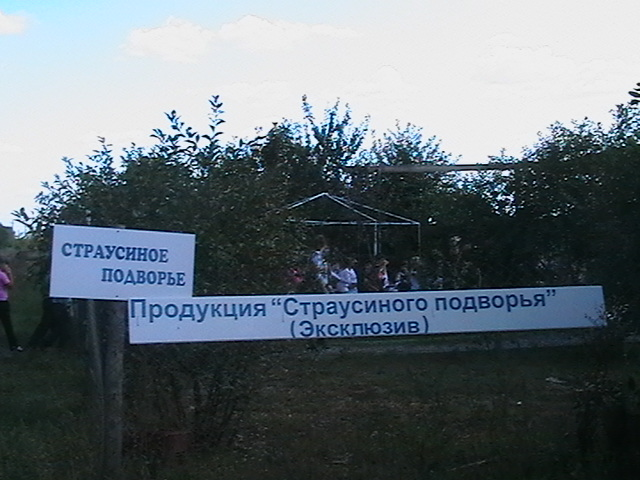 СТРАУСИНОЕ
ПОДВОРЬЕ
Продукция "Страусиного подворья"
(Эксклюзив)